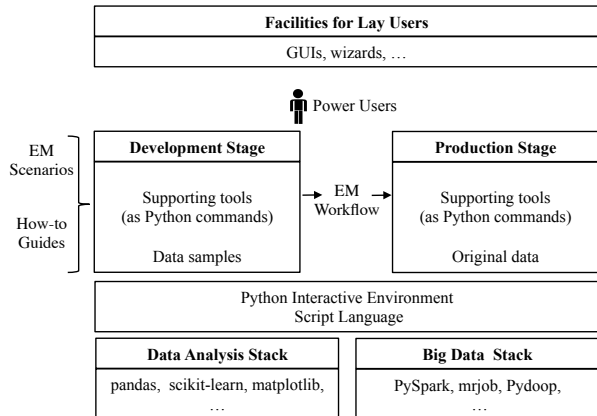 Facilities for Lay Users
GUIs, wizards, …
Power Users
EM
Scenarios
How-to
Guides
Development Stage
Supporting tools
(as Python commands)
Data samples
EM
Workflow
Production Stage
Supporting tools
(as Python commands)
Original data
Python Interactive Environment
Script Language
Data Analysis Stack
pandas, scikit-learn, matplotlib,
…
Big Data Stack
PySpark, mrjob, Pydoop,
…